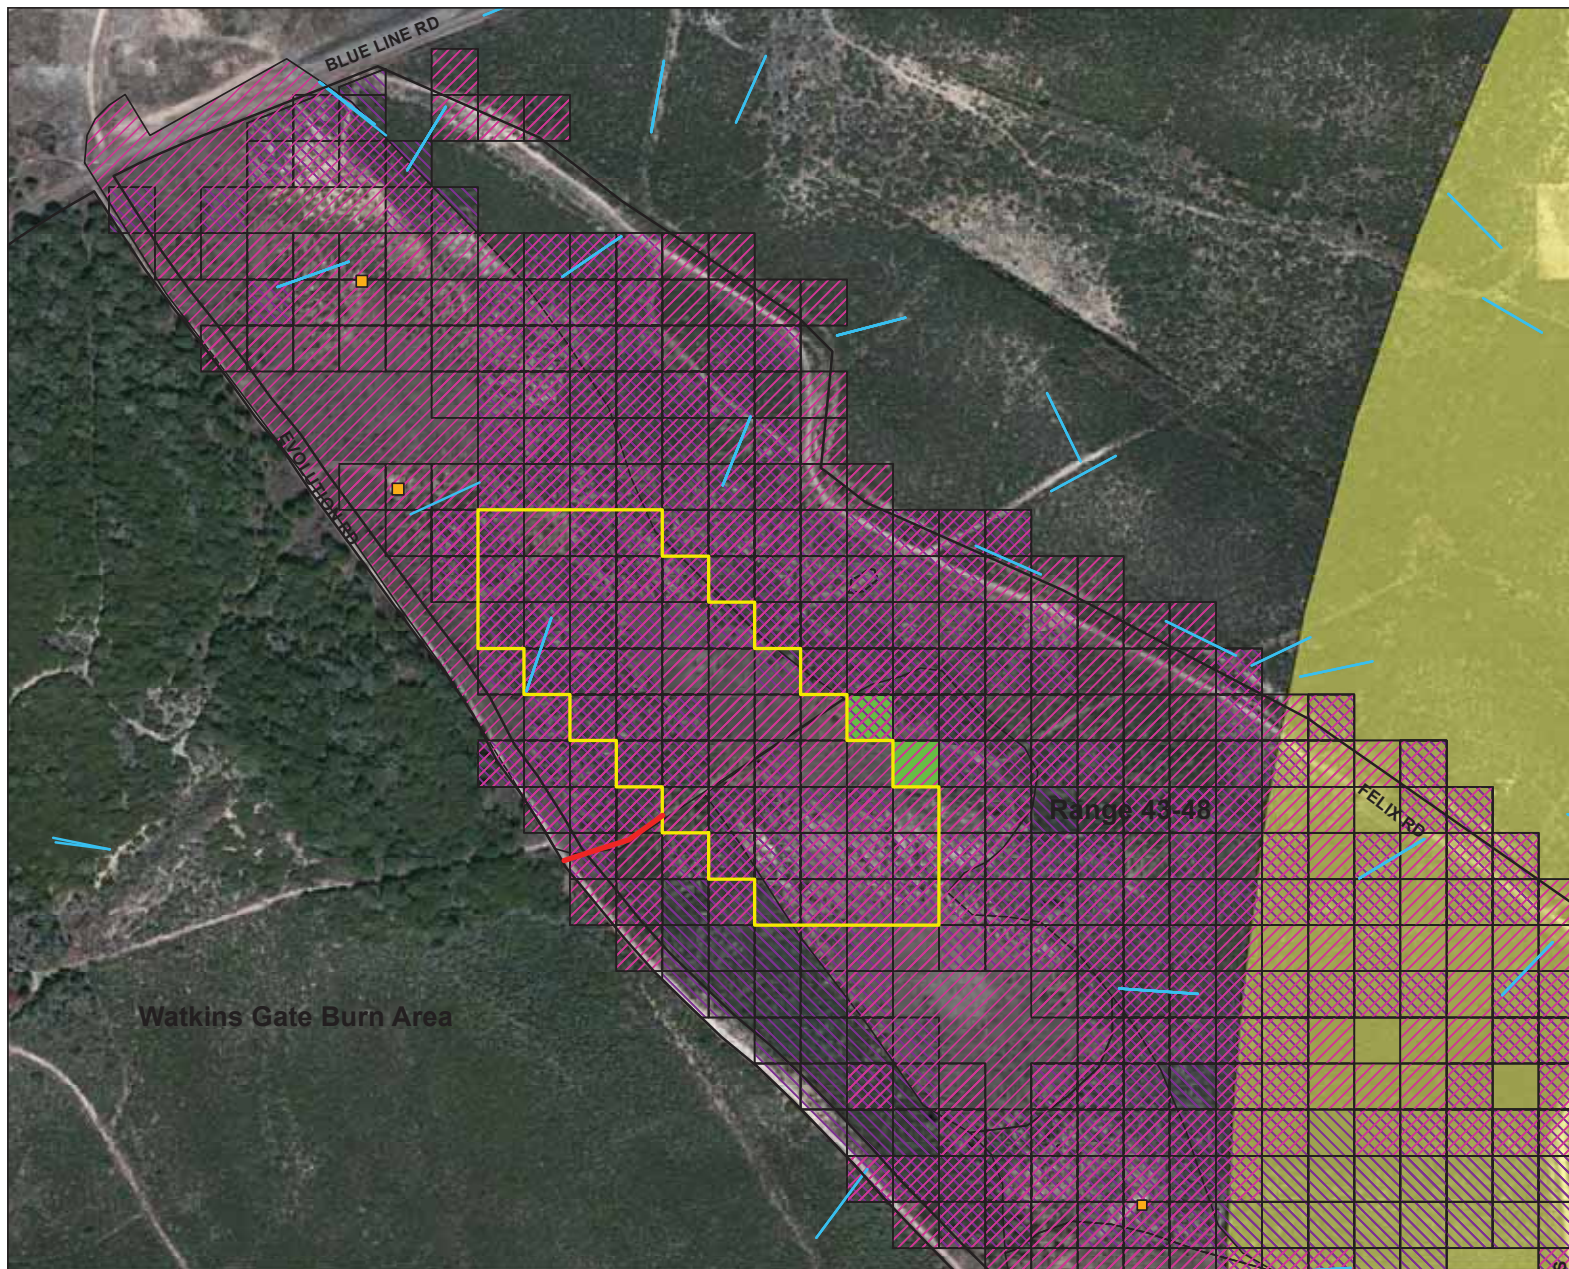 BLUE LINE RD
EVOLUTION RD
Range 43-48
FELIX RD
Watkins Gate Burn Area
S